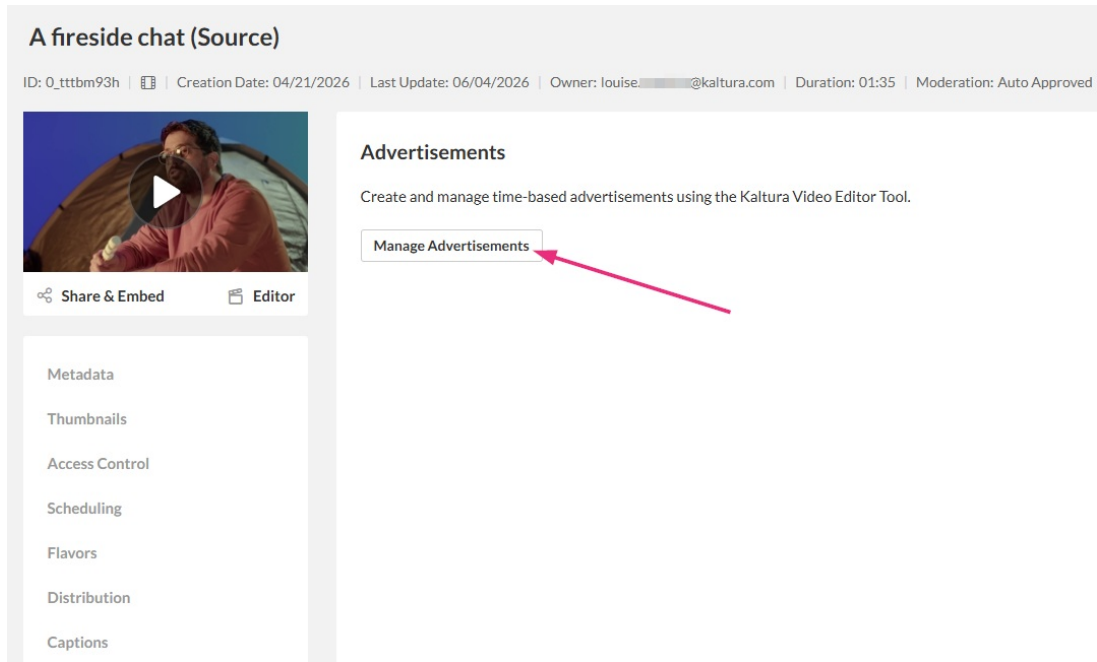 A fireside chat (Source)
ID: 0_tttbm93h | Creation Date: 04/21/2026 | Last Update: 06/04/2026 | Owner: louise. @kaltura.com | Duration: 01:35 | Moderation: Auto Approved
Share & Embed Editor
Advertisements
Create and manage time-based advertisements using the Kaltura Video Editor Tool.
Manage Advertisements
Metadata
Thumbnails
Access Control
Scheduling
Flavors
Distribution
Captions